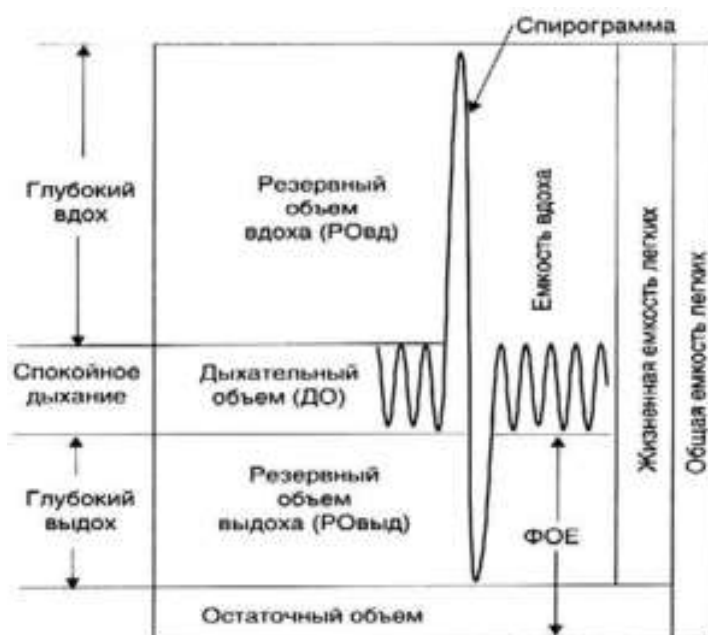 Спирограмма
Глубокий
вдох
Резервный
объем
вдоха (РОвд)
Емкость вдоха
Жизненная емкость легких
Общая емкость легких
Спокойное
дыхание
Дыхательный
объем (ДО)
Глубокий
выдох
Резервный
объем
выдоха (РОвыд)
ФОЕ
Остаточный объем